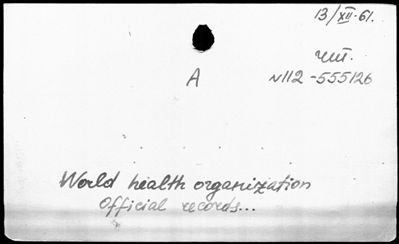 13/XII-61.
чит.
A
N112-555126
World health organization
Official records...